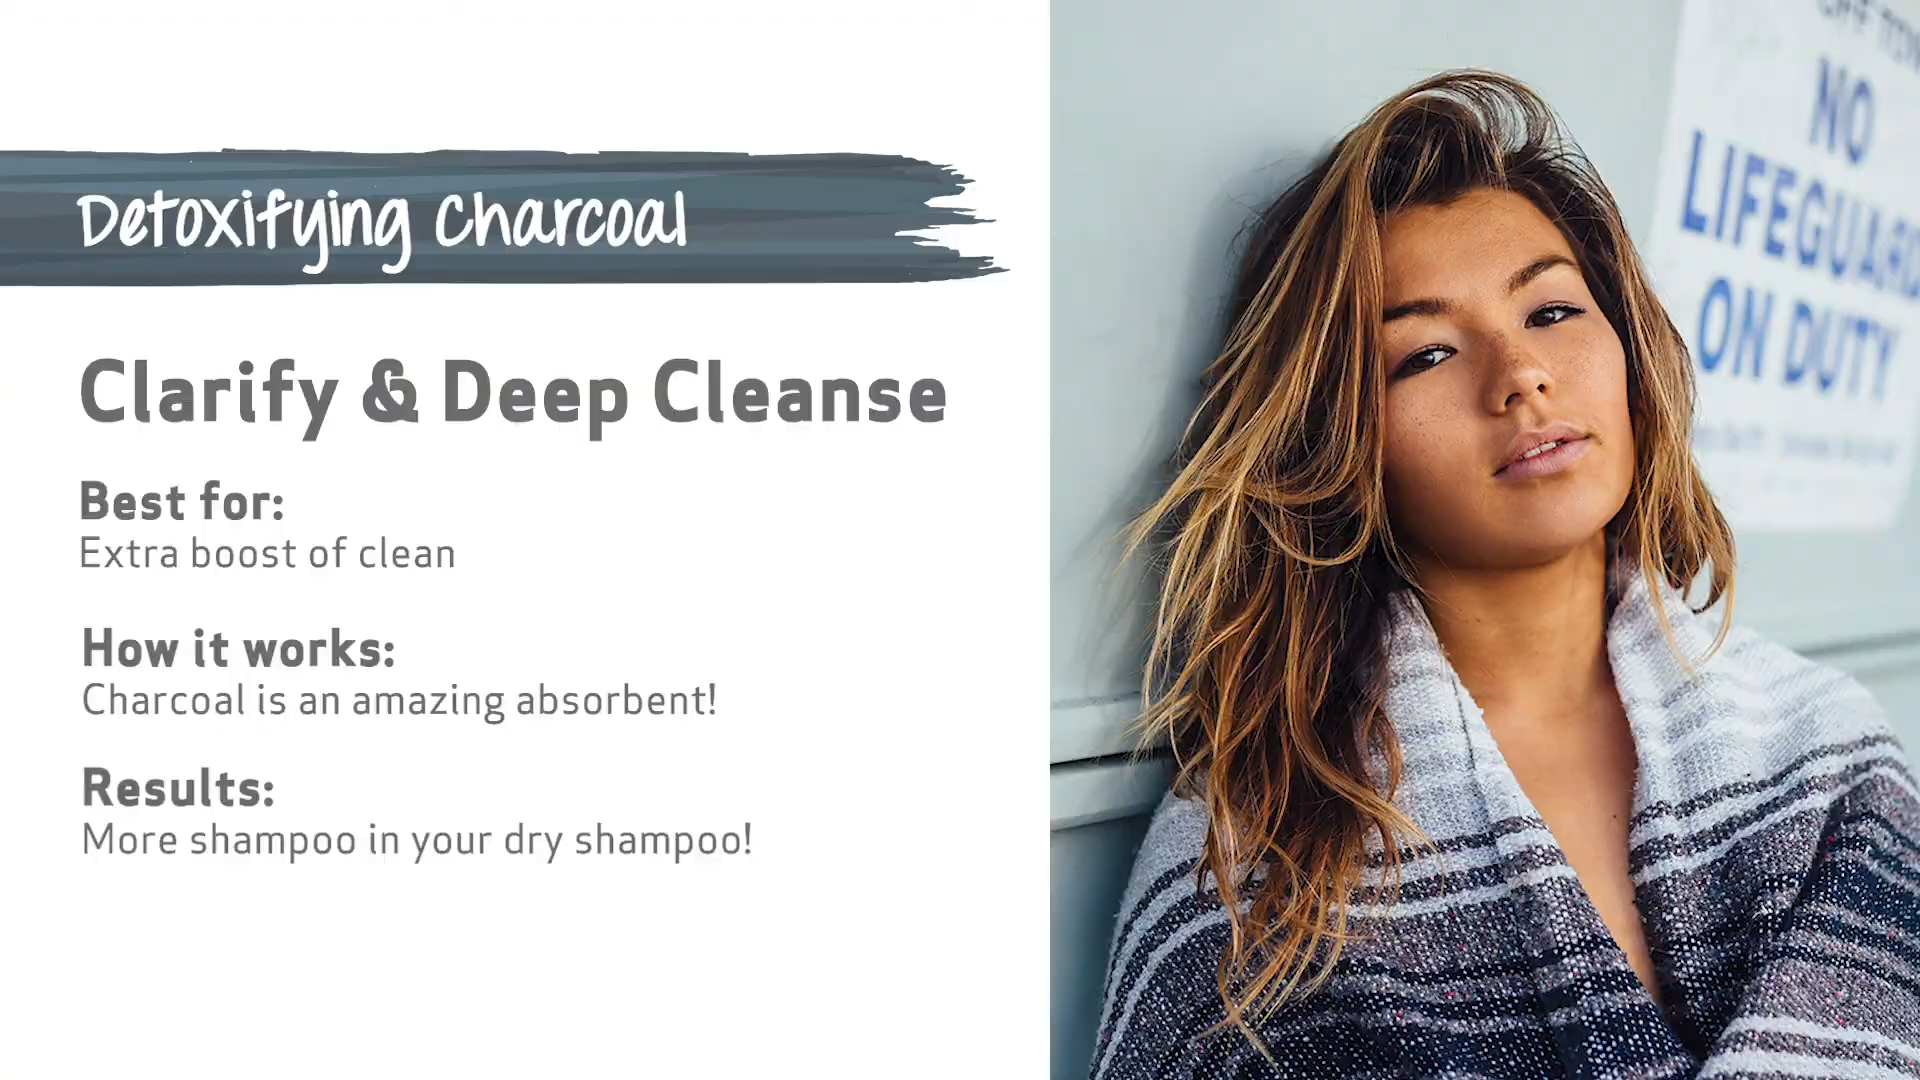 Detoxifying Charcoal
Clarify & Deep Cleanse
Best for:
Extra boost of clean
How it works:
Charcoal is an amazing absorbent!
Results:
More shampoo in your dry shampoo!
NO
LIFEGUARD
ON DUTY